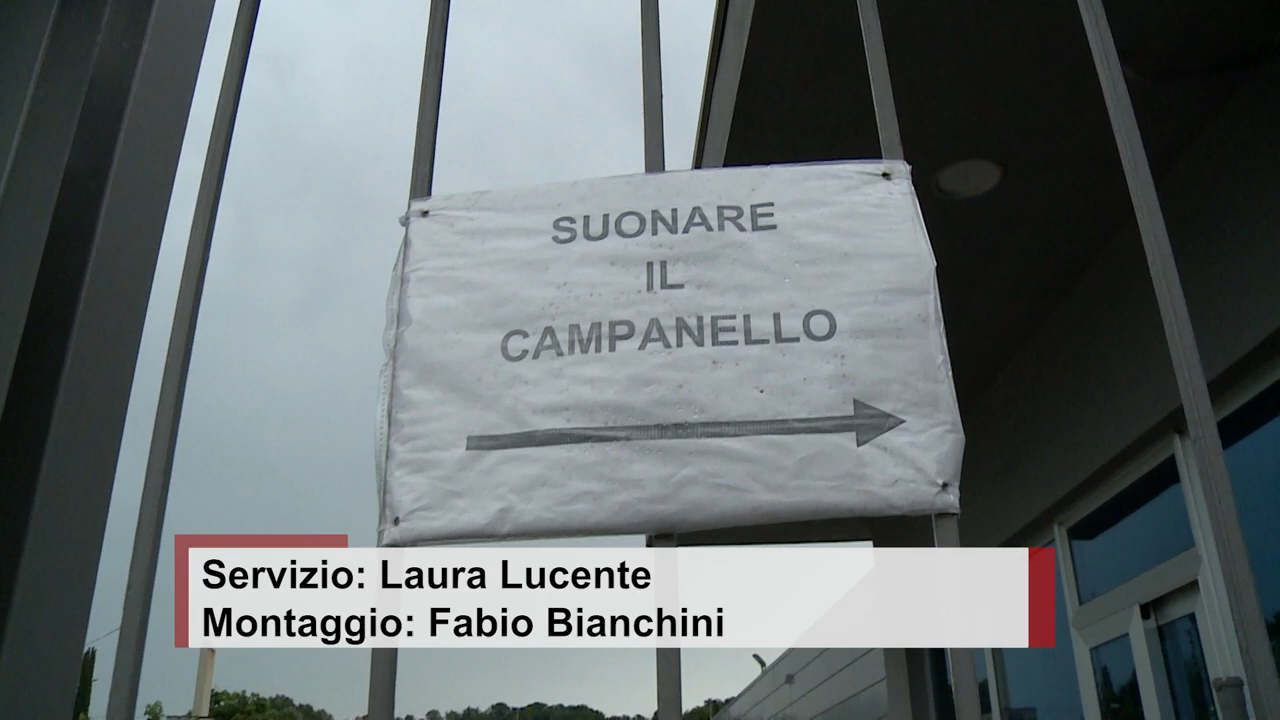 SUONARE
IL
CAMPANELLO
Servizio: Laura Lucente
Montaggio: Fabio Bianchini